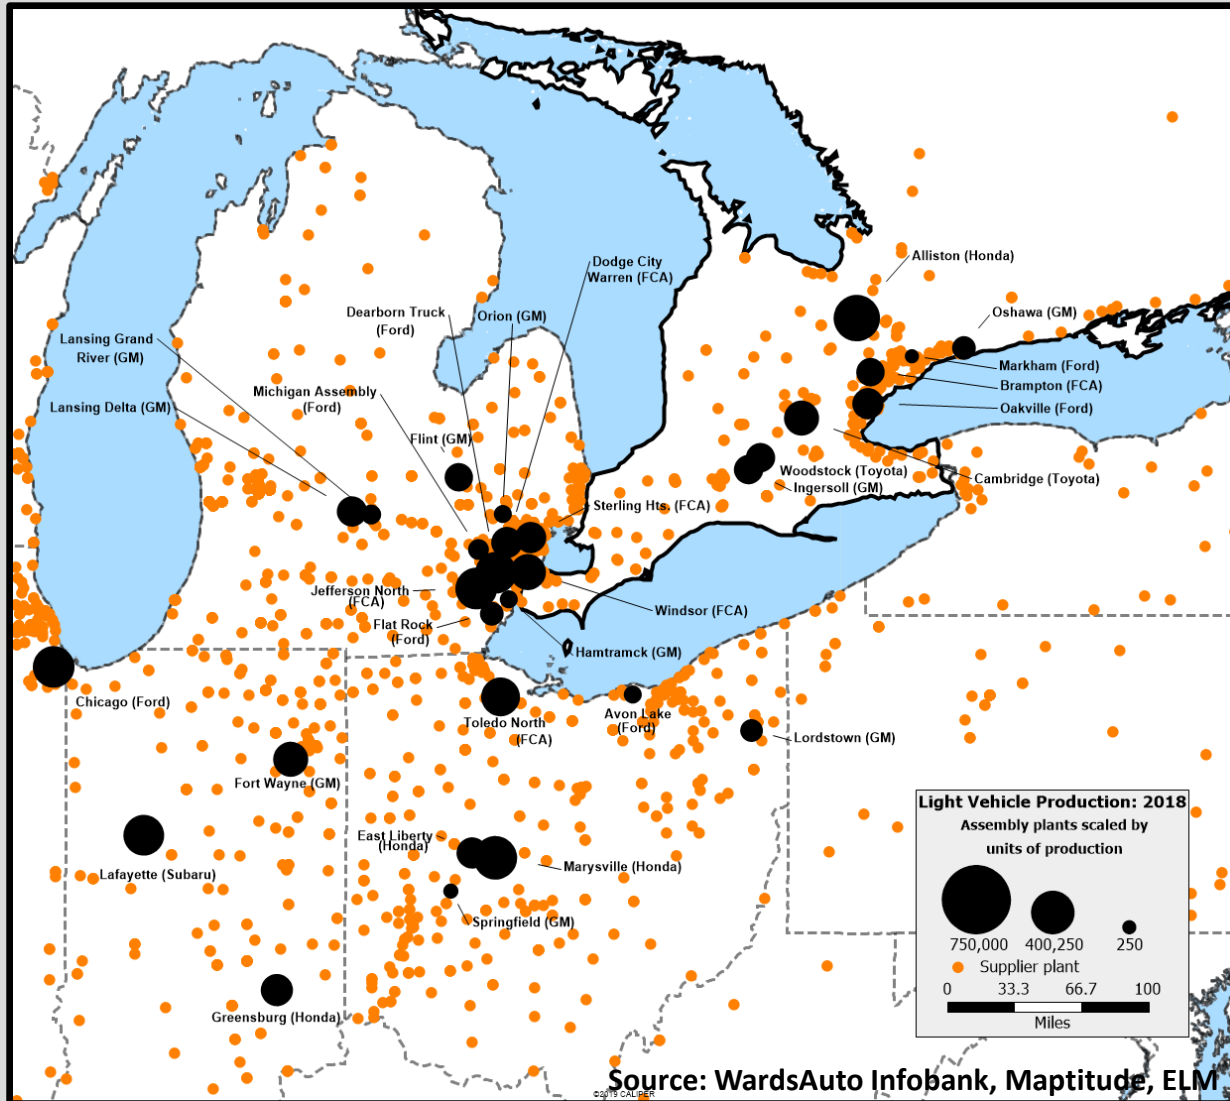 Alliston (Honda)
Dodge City
Warren (FCA)
Dearborn Truck
(Ford)
Orion (GM)
Oshawa (GM)
Lansing Grand
River (GM)
Markham (Ford)
Brampton (FCA)
Michigan Assembly
(Ford)
Lansing Delta (GM)
Oakville (Ford)
Flint (GM)
Woodstock (Toyota)
Cambridge (Toyota)
Ingersoll (GM)
Sterling Hts. (FCA)
Jefferson North
(FCA)
Windsor (FCA)
Flat Rock
(Ford)
Hamtramck (GM)
Chicago (Ford)
Toledo North
(FCA)
Avon Lake
(Ford)
Lordstown (GM)
Fort Wayne (GM)
East Liberty
(Honda)
Marysville (Honda)
Lafayette (Subaru)
Springfield (GM)
Greensburg (Honda)
Light Vehicle Production: 2018
Assembly plants scaled by
units of production
750,000 400,250 250
Supplier plant
0 33.3 66.7 100
Miles
Source: WardsAuto Infobank, Maptitude, ELM
©2019 CALIPER